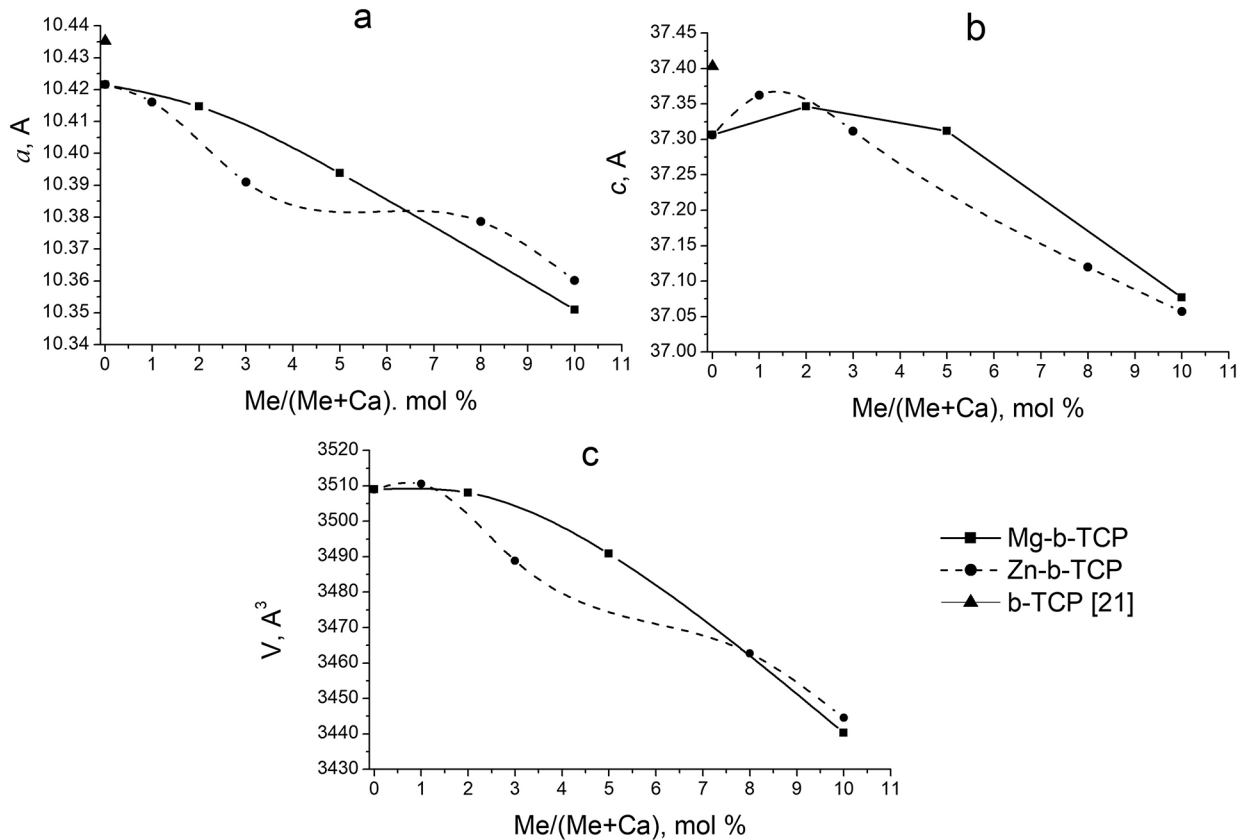 a
10.44
10.43
10.42
10.41
10.40
10.39
10.38
10.37
10.36
10.35
10.34
a, A
0 1 2 3 4 5 6 7 8 9 10 11
Me/(Me+Ca). mol %
b
37.45
37.40
37.35
37.30
37.25
37.20
37.15
37.10
37.05
37.00
c, A
0 1 2 3 4 5 6 7 8 9 10 11
Me/(Me+Ca), mol %
c
3520
3510
3500
3490
3480
3470
3460
3450
3440
3430
V, A³
0 1 2 3 4 5 6 7 8 9 10 11
Me/(Me+Ca), mol %
Mg-b-TCP
Zn-b-TCP
b-TCP [21]